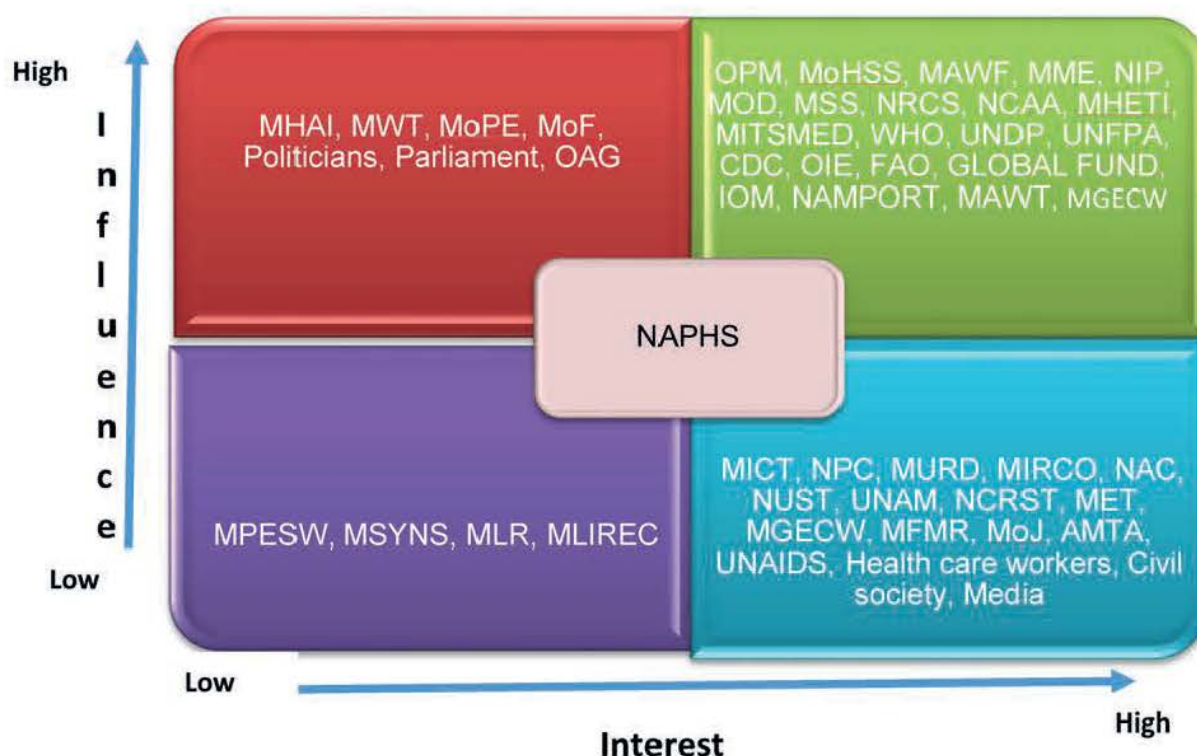 High
Influence
Low
MHAI, MWT, MoPE, MoF,
Politicians, Parliament, OAG
OPM, MoHSS, MAWF, MME, NIP,
MOD, MSS, NRCS, NCAA, MHETI,
MITSMED, WHO, UNDP, UNFPA,
CDC, OIE, FAO, GLOBAL FUND,
IOM, NAMPORT, MAWT, MGECW
NAPHS
MPESW, MSYNS, MLR, MLIREC
MICT, NPC, MURD, MIRCO, NAC,
NUST, UNAM, NCRST, MET,
MGECW, MFMR, MoJ, AMTA,
UNAIDS, Health care workers, Civil
society, Media
Low
High
Interest